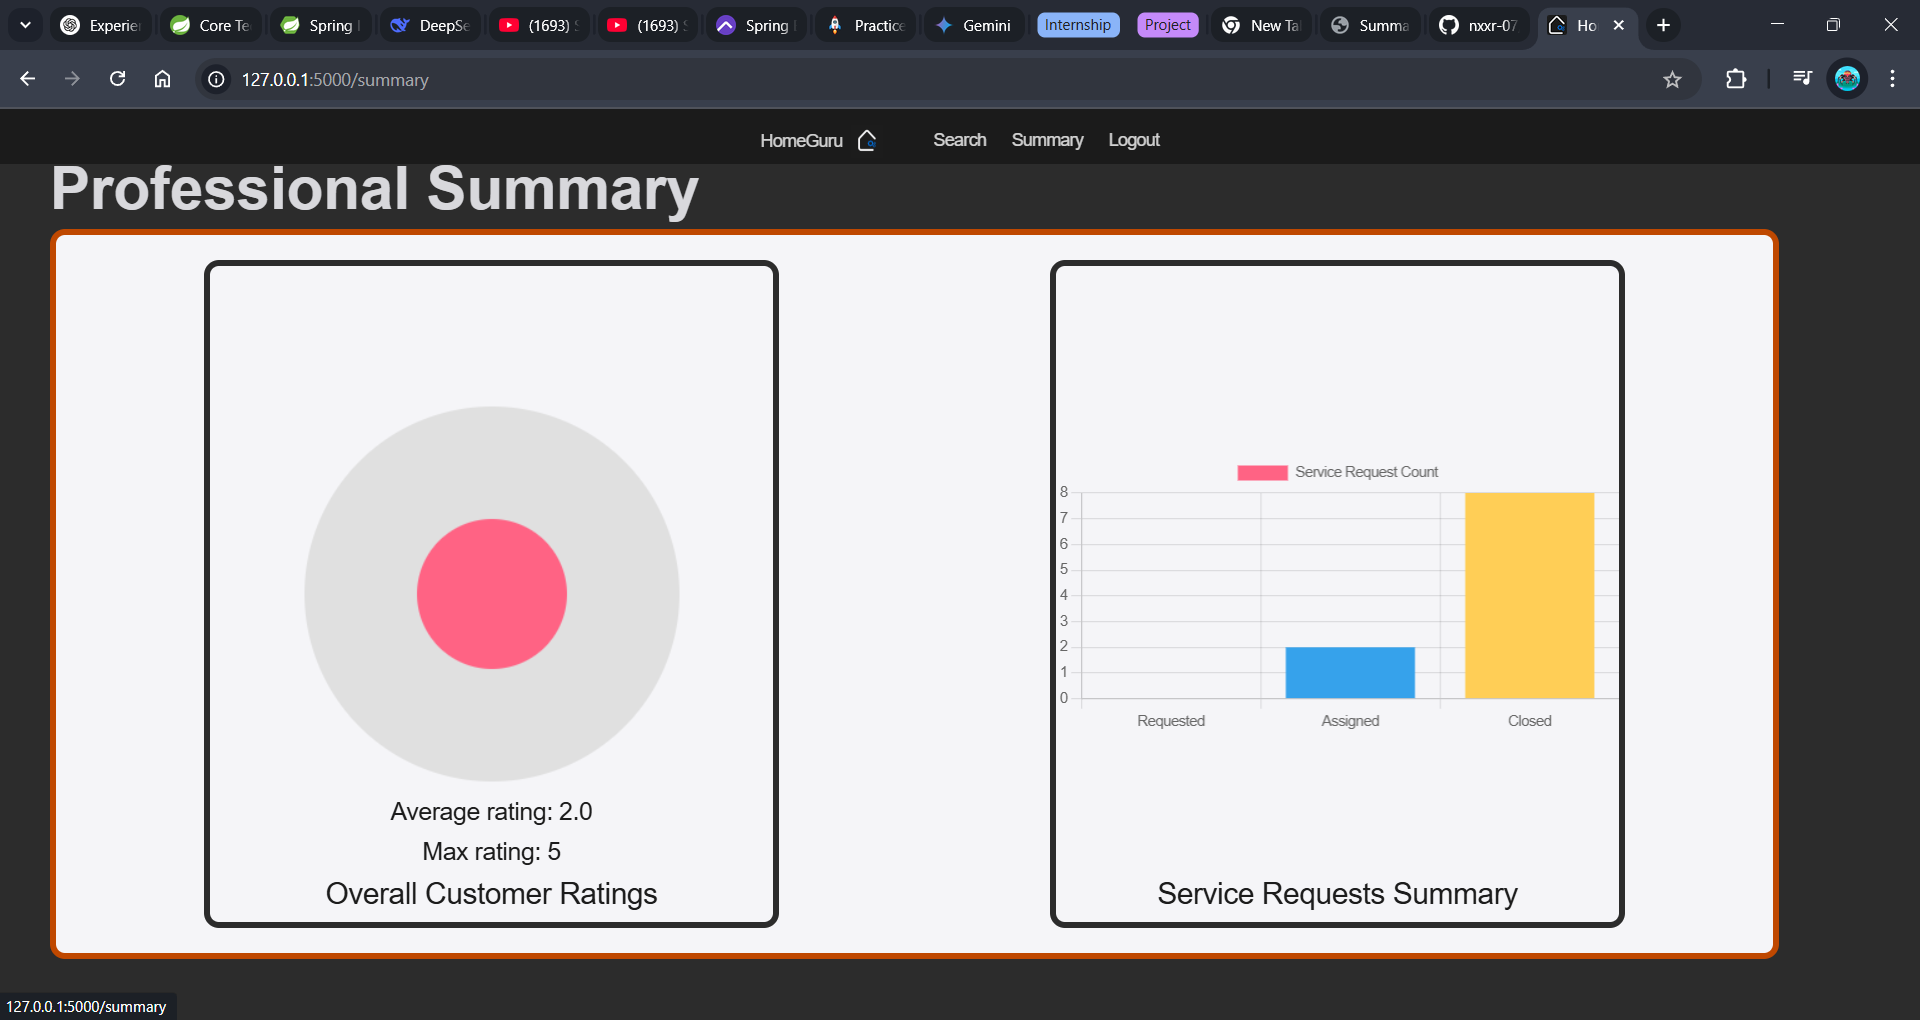 Experie
Core Te
Spring
DeepSe
(1693)
(1693)
Spring
Practice
Gemini
Internship
Project
New Ta
Summa
nxxr-07
Ho
127.0.0.1:5000/summary
HomeGuru
Search
Summary
Logout
Professional Summary
Average rating: 2.0
Max rating: 5
Overall Customer Ratings
Service Request Count
8
7
6
5
4
3
2
1
0
Requested
Assigned
Closed
Service Requests Summary
127.0.0.1:5000/summary